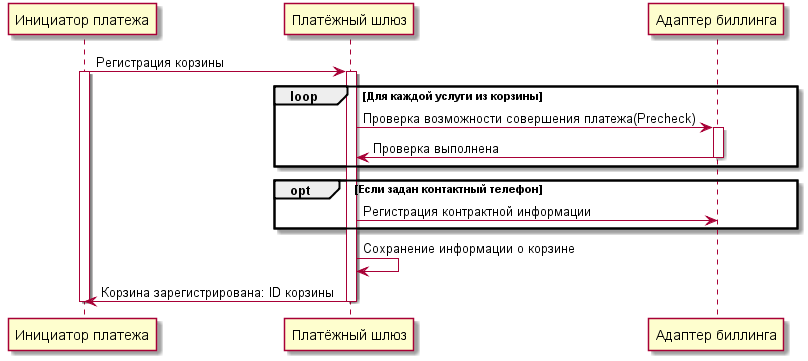 Инициатор платежа
Платёжный шлюз
Адаптер биллинга
Регистрация корзины
loop
[Для каждой услуги из корзины]
Проверка возможности совершения платежа(Precheck)
Проверка выполнена
opt
[Если задан контактный телефон]
Регистрация контрактной информации
Сохранение информации о корзине
Корзина зарегистрирована: ID корзины
Инициатор платежа
Платёжный шлюз
Адаптер биллинга